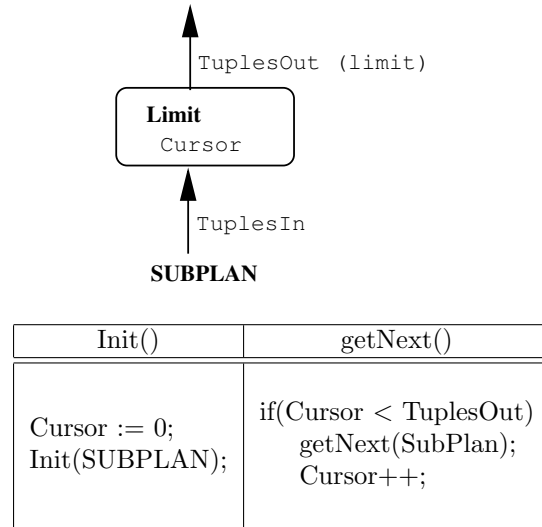 TuplesOut (limit)
Limit
Cursor
TuplesIn
SUBPLAN
Init() getNext()
Cursor := 0;
Init(SUBPLAN);
if(Cursor < TuplesOut)
getNext(SubPlan);
Cursor++;